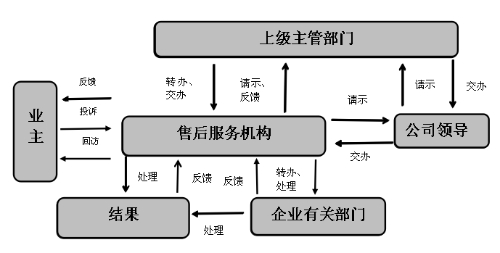 上级主管部门
转办、
交办
请示、
反馈
请示
交办
反馈
投诉
回访
业主
售后服务机构
请示
交办
公司领导
处理
反馈
反馈
转办、
处理
结果
处理
企业有关部门